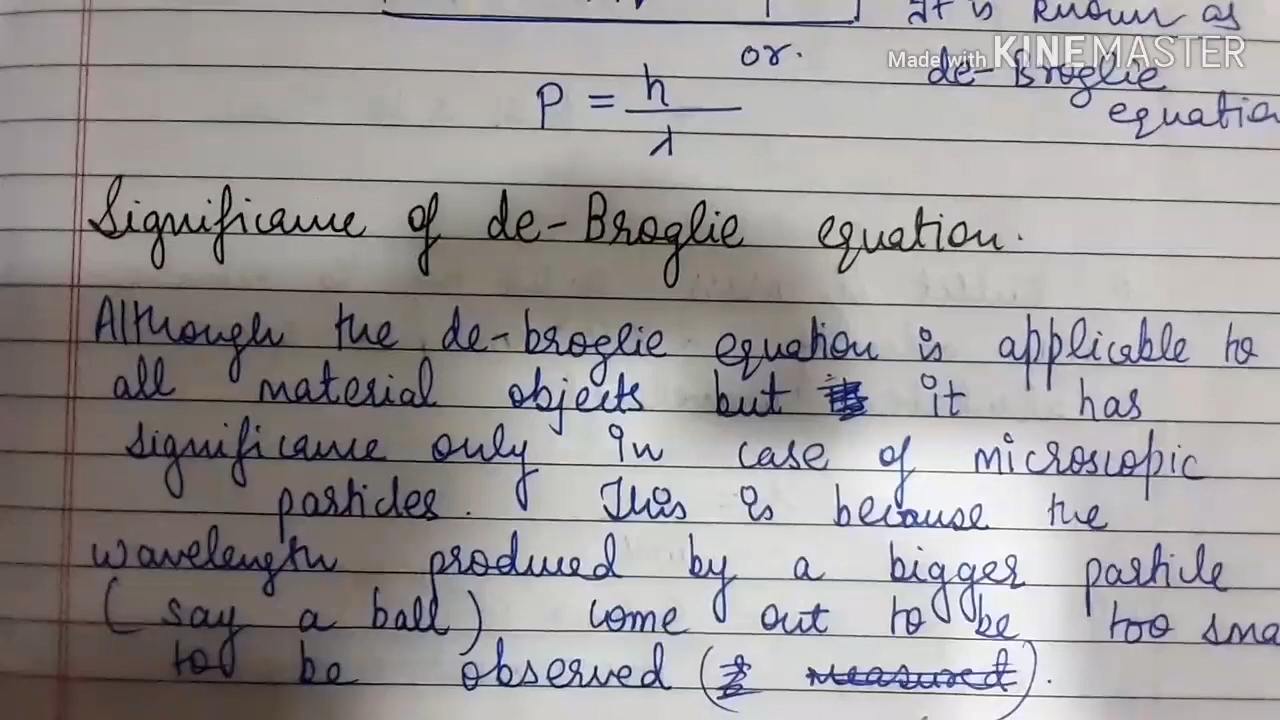 It is known as
or.
Made with KINEMASTER
de-Broglie
P = h/λ
equation
Significance of de-Broglie equation.
Although the de-broglie equation is applicable to
all material objects but it has
significance only in case of microscopic
particles. This is because the
wavelength produced by a bigger particle
(say a ball) come out to be too sma
to be observed (measured).